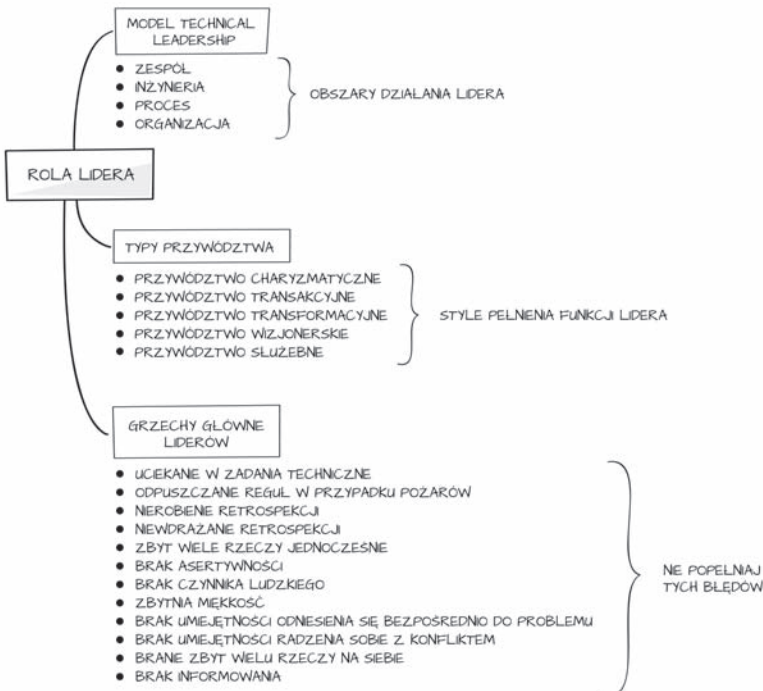 MODEL TECHNICAL
LEADERSHIP
• ZESPÓŁ
• INŻYNIERIA
• PROCES
• ORGANIZACJA
OBSZARY DZIAŁANIA LIDERA
ROLA LIDERA
TYPY PRZYWÓDZTWA
• PRZYWÓDZTWO CHARYZMATYCZNE
• PRZYWÓDZTWO TRANSAKCYJNE
• PRZYWÓDZTWO TRANSFORMACYJNE
• PRZYWÓDZTWO WIZJONERSKIE
• PRZYWÓDZTWO SŁUŻEBNE
STYLE PEŁNIENIA FUNKCJI LIDERA
GRZECHY GŁÓWNE
LIDERÓW
• UCIEKANIE W ZADANIA TECHNICZNE
• ODPUSZCZANIE REGUŁ W PRZYPADKU POŻARÓW
• NIEROBIENIE RETROSPEKCJI
• NIEWDRAŻANIE RETROSPEKCJI
• ZBYT WIELE RZECZY JEDNOCZEŚNIE
• BRAK ASERTYWNOŚCI
• BRAK CZYNNIKA LUDZKIEGO
• ZBYTNIA MIĘKKOŚĆ
• BRAK UMIEJĘTNOŚCI ODNIESIENIA SIĘ BEZPOŚREDNIO DO PROBLEMU
• BRAK UMIEJĘTNOŚCI RADZENIA SOBIE Z KONFLIKTEM
• BRANIE ZBYT WIELU RZECZY NA SIEBIE
• BRAK INFORMOWANIA
NIE POPEŁNIAJ
TYCH BŁĘDÓW